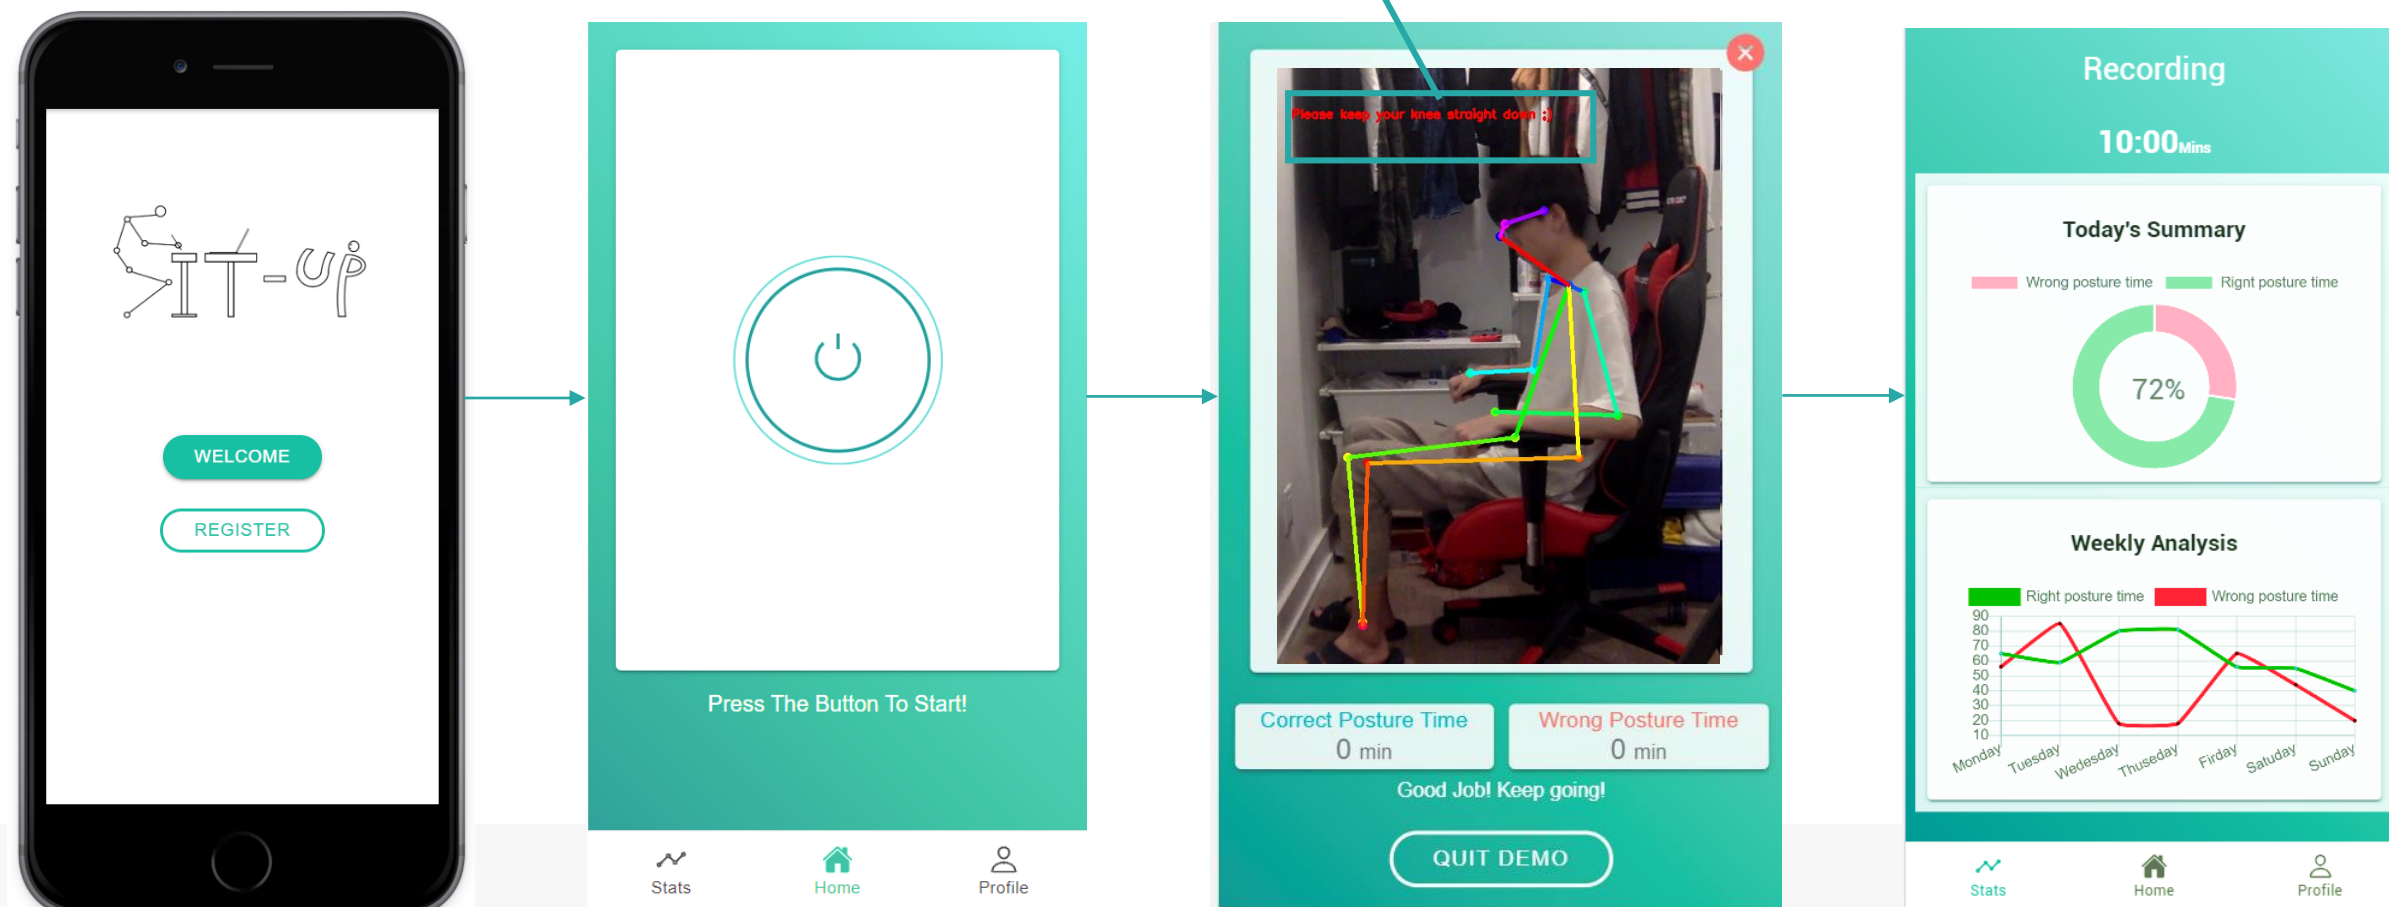 SIT-UP
WELCOME
REGISTER
Press The Button To Start!
Stats
Home
Profile
Please keep your knee straight down :)
Correct Posture Time
0 min
Wrong Posture Time
0 min
Good Job! Keep going!
QUIT DEMO
Recording
10:00Mins
Today's Summary
Wrong posture time
Rignt posture time
72%
Weekly Analysis
Right posture time
Wrong posture time
90
80
70
60
50
40
30
20
10
Monday
Tuesday
Wedesday
Thuseday
Firday
Satuday
Sunday
Stats
Home
Profile